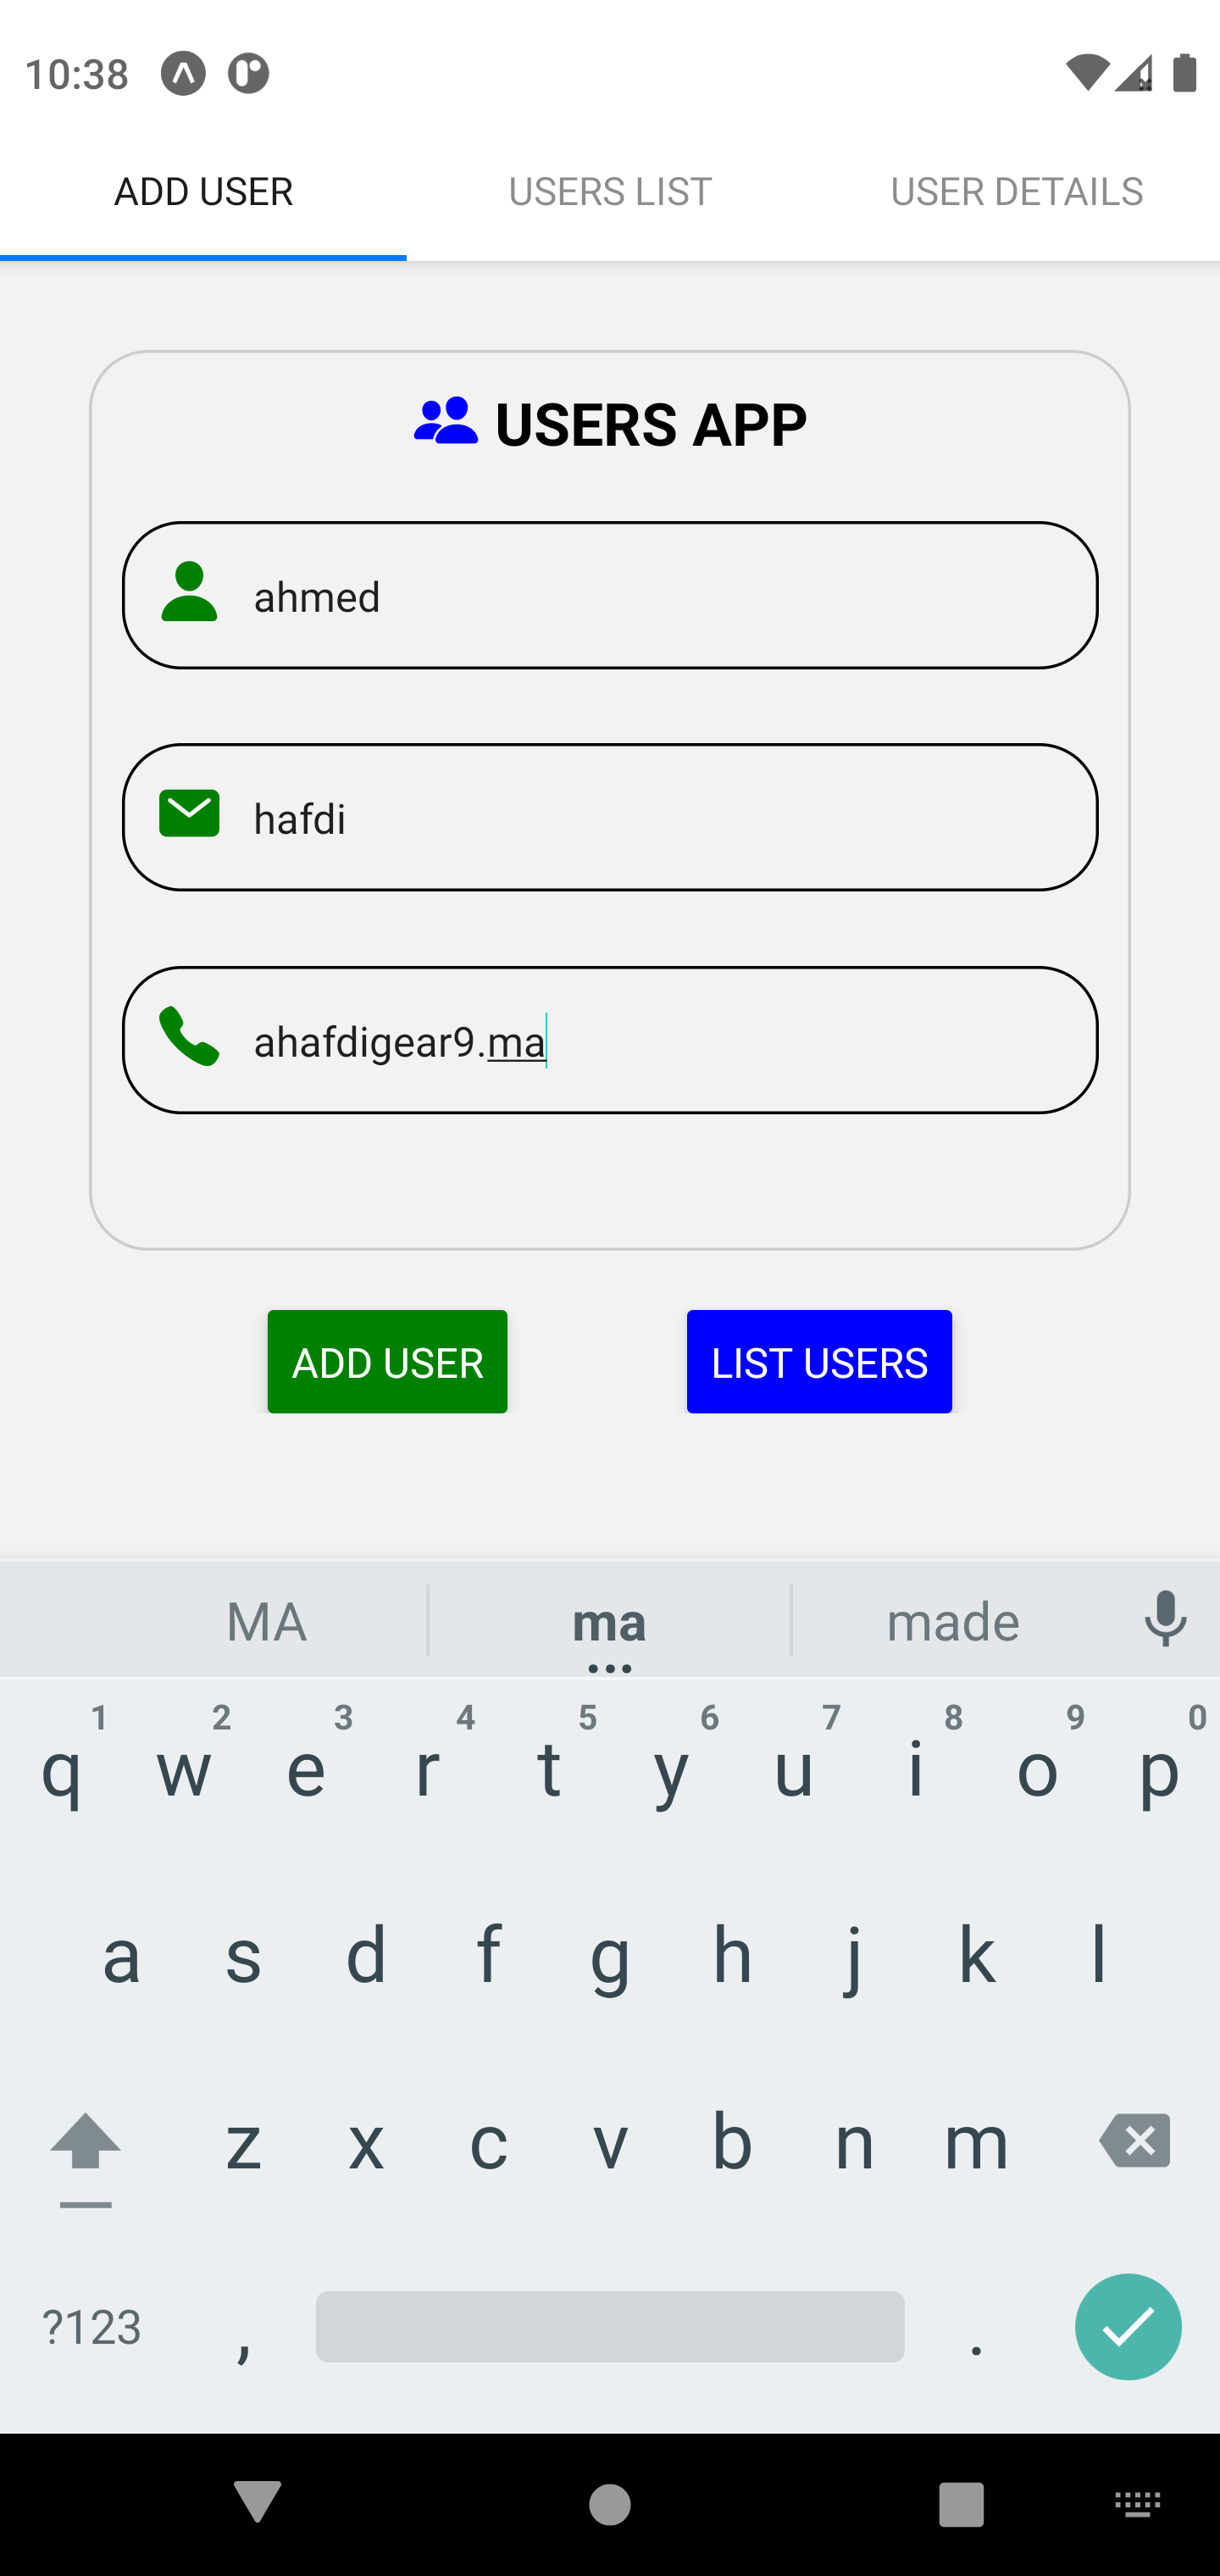 10:38
ADD USER USERS LIST USER DETAILS
USERS APP
ahmed
hafdi
ahafdigear9.ma
ADD USER LIST USERS
MA ma made
1 2 3 4 5 6 7 8 9 0
q w e r t y u i o p
a s d f g h j k l
z x c v b n m
?123 , .